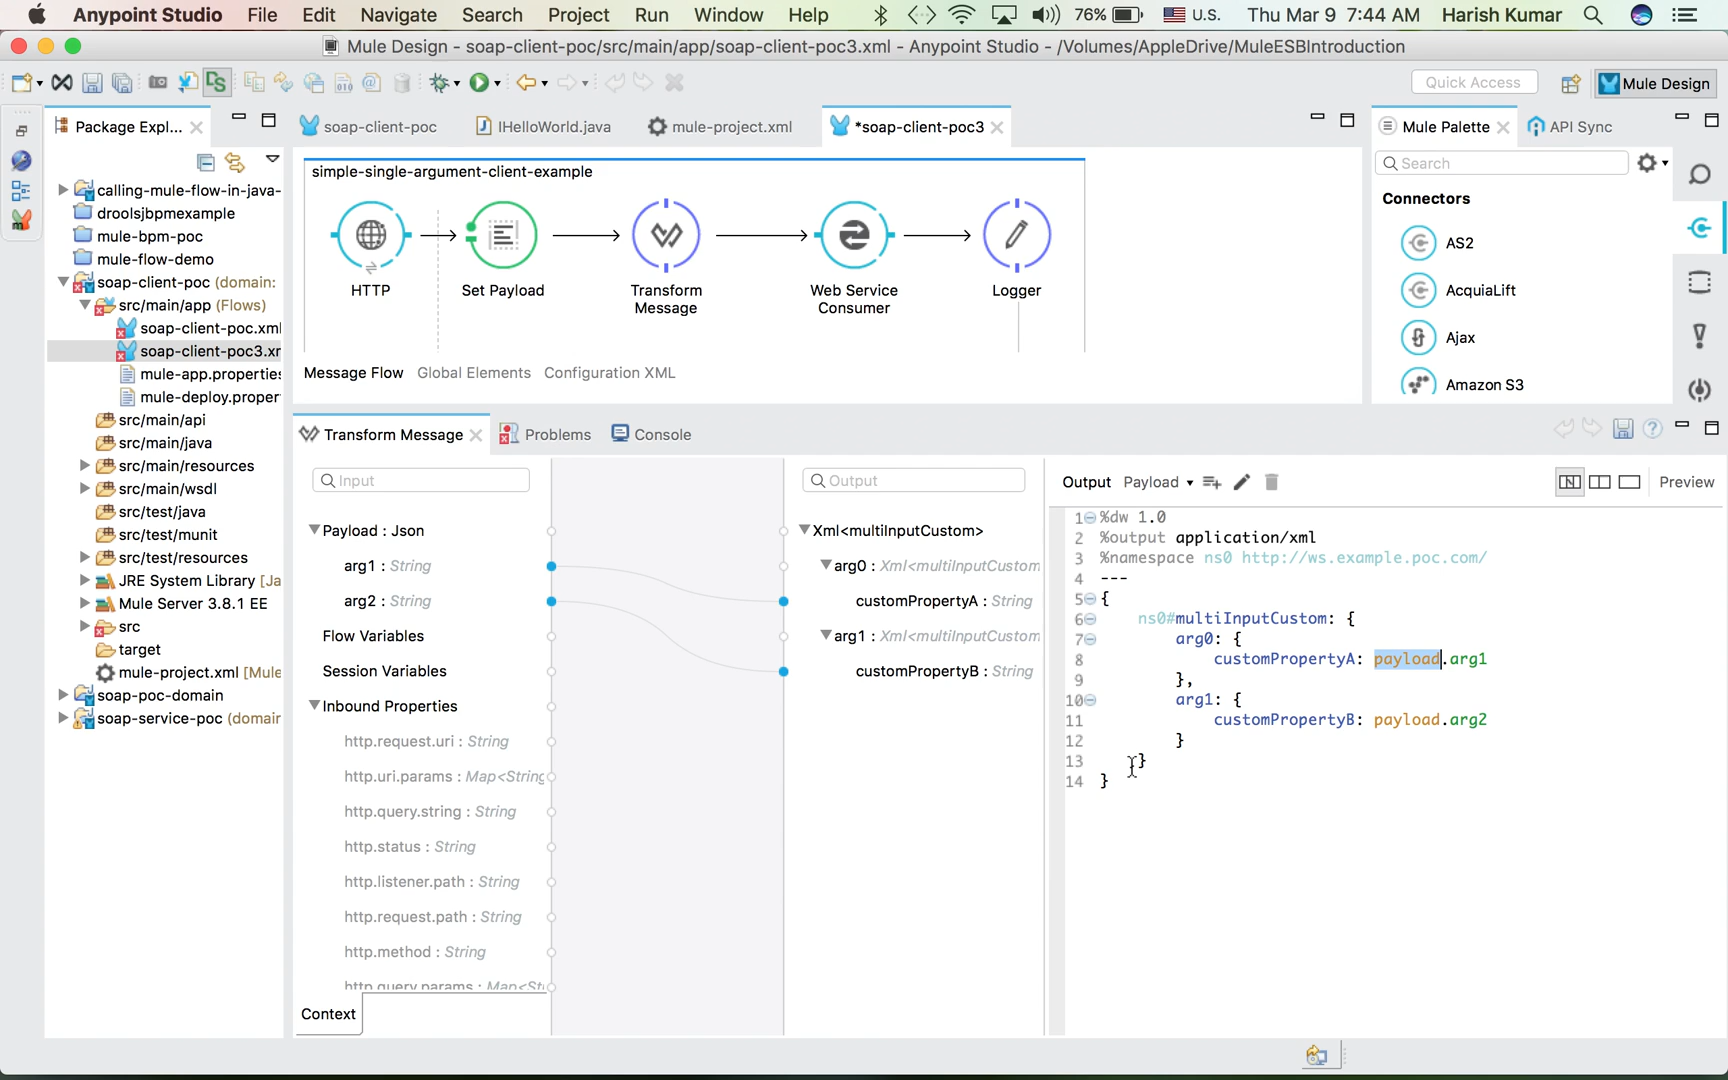 Anypoint Studio File Edit Navigate Search Project Run Window Help 76% U.S. Thu Mar 9 7:44 AM Harish Kumar
Mule Design - soap-client-poc/src/main/app/soap-client-poc3.xml - Anypoint Studio - /Volumes/AppleDrive/MuleESBIntroduction
Quick Access
Mule Design
Package Expl...
calling-mule-flow-in-java-
droolsjbpmexample
mule-bpm-poc
mule-flow-demo
soap-client-poc (domain:
src/main/app (Flows)
soap-client-poc.xml
soap-client-poc3.xr
mule-app.properties
mule-deploy.proper
src/main/api
src/main/java
src/main/resources
src/main/wsdl
src/test/java
src/test/munit
src/test/resources
JRE System Library [Ja
Mule Server 3.8.1 EE
src
target
mule-project.xml [Mule
soap-poc-domain
soap-service-poc (domair
soap-client-poc
IHelloWorld.java
mule-project.xml
*soap-client-poc3
simple-single-argument-client-example
HTTP
Set Payload
Transform
Message
Web Service
Consumer
Logger
Message Flow Global Elements Configuration XML
Mule Palette
API Sync
Search
Connectors
AS2
AcquiaLift
Ajax
Amazon S3
Transform Message
Problems
Console
Input
Payload : Json
arg1 : String
arg2 : String
Flow Variables
Session Variables
Inbound Properties
http.request.uri : String
http.uri.params : Map<String
http.query.string : String
http.status : String
http.listener.path : String
http.request.path : String
http.method : String
http.query.params : Map<Str
Context
Output
Xml<multiInputCustom>
arg0 : Xml<multiInputCustom
customPropertyA : String
arg1 : Xml<multiInputCustom
customPropertyB : String
Output Payload
Preview
1 %dw 1.0
2 %output application/xml
3 %namespace ns0 http://ws.example.poc.com/
4 ---
5 {
6 ns0#multiInputCustom: {
7 arg0: {
8 customPropertyA: payload.arg1
9 },
10 arg1: {
11 customPropertyB: payload.arg2
12 }
13 }
14 }